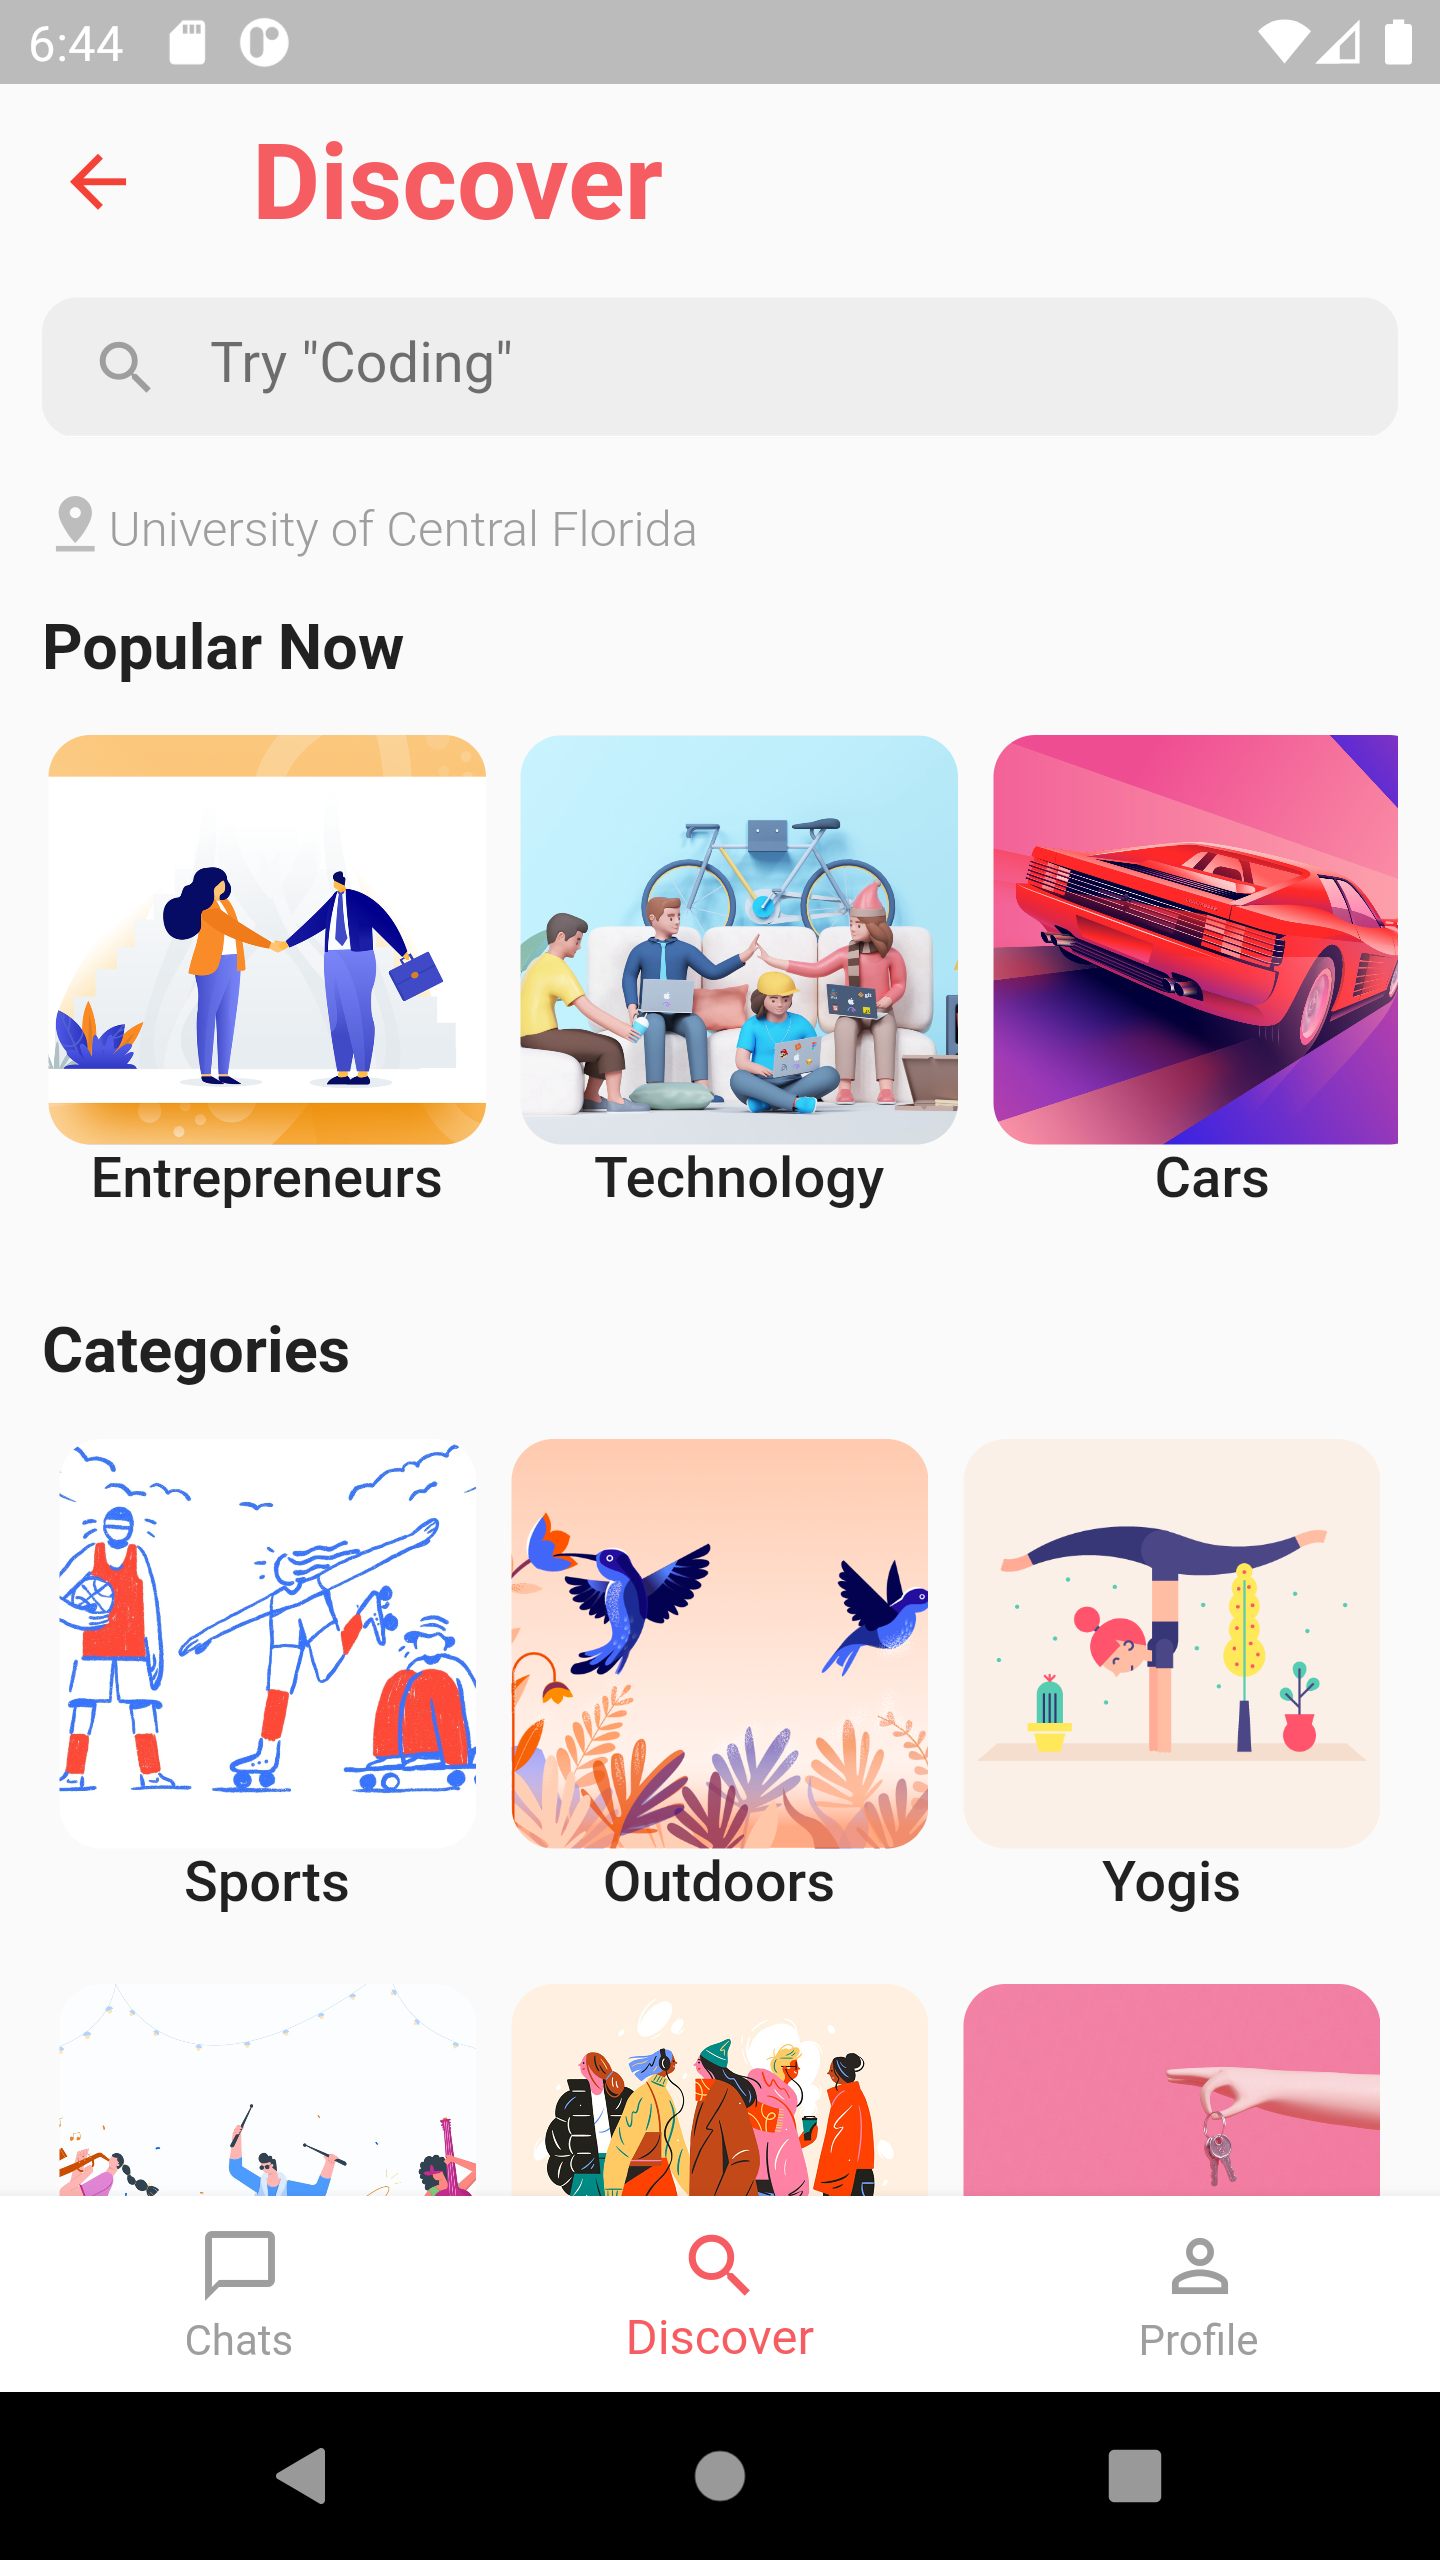 6:44
Discover
Try "Coding"
University of Central Florida
Popular Now
Entrepreneurs
Technology
Cars
Categories
Sports
Outdoors
Yogis
Chats
Discover
Profile